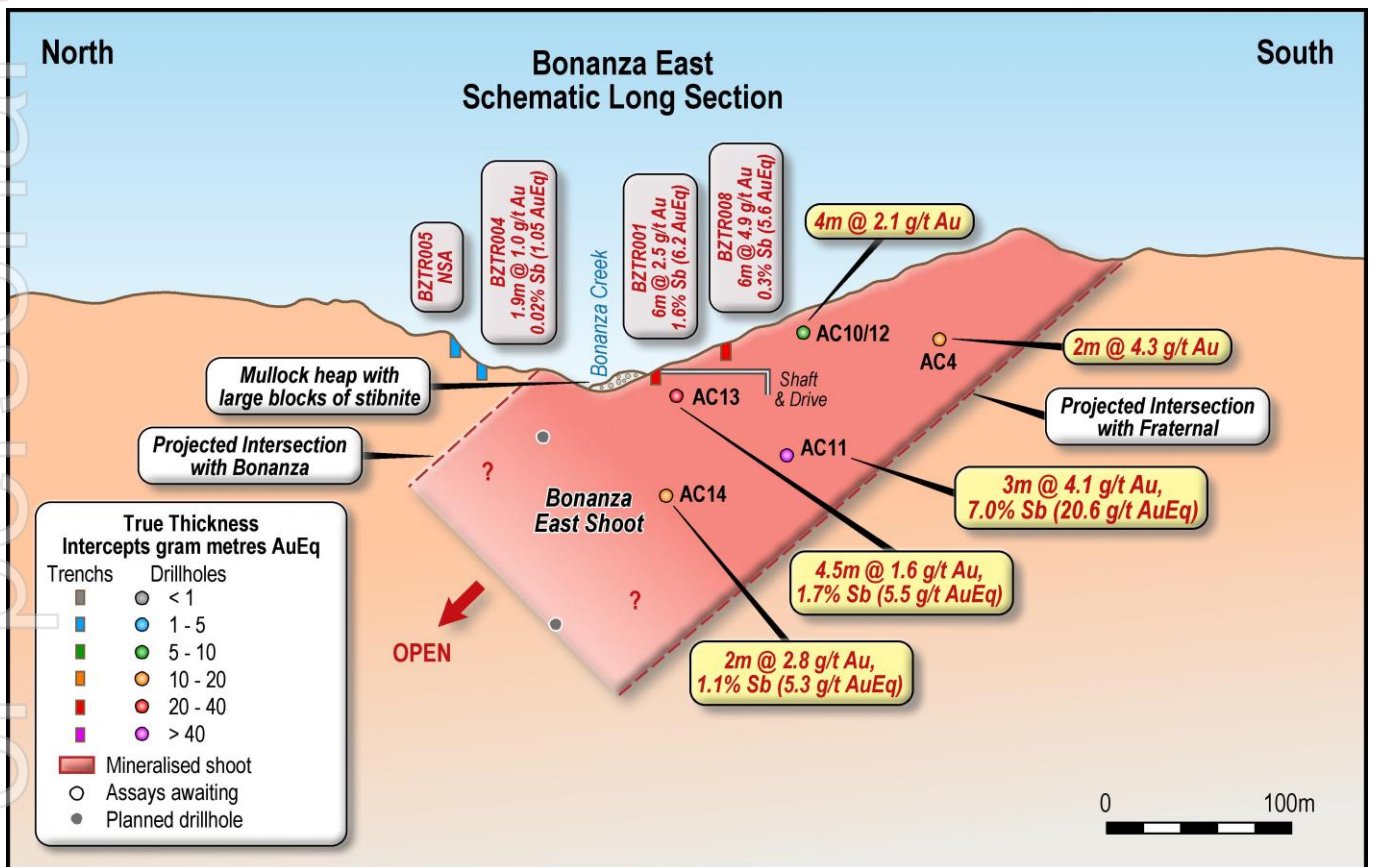 North
South
Bonanza East
Schematic Long Section
BZTR005
NSA
BZTR004
1.9m @ 1.0 g/t Au
0.02% Sb (1.05 AuEq)
Bonanza Creek
BZTR001
6m @ 2.5 g/t Au
1.6% Sb (6.2 AuEq)
BZTR008
6m @ 4.9 g/t Au
0.3% Sb (5.6 AuEq)
4m @ 2.1 g/t Au
AC10/12
AC4
2m @ 4.3 g/t Au
Mullock heap with
large blocks of stibnite
Shaft
& Drive
AC13
Projected Intersection
with Fraternal
Projected Intersection
with Bonanza
AC11
?
AC14
Bonanza
East Shoot
3m @ 4.1 g/t Au,
7.0% Sb (20.6 g/t AuEq)
4.5m @ 1.6 g/t Au,
1.7% Sb (5.5 g/t AuEq)
?
OPEN
2m @ 2.8 g/t Au,
1.1% Sb (5.3 g/t AuEq)
True Thickness
Intercepts gram metres AuEq
Trenchs Drillholes
< 1
1 - 5
5 - 10
10 - 20
20 - 40
> 40
Mineralised shoot
Assays awaiting
Planned drillhole
0 100m